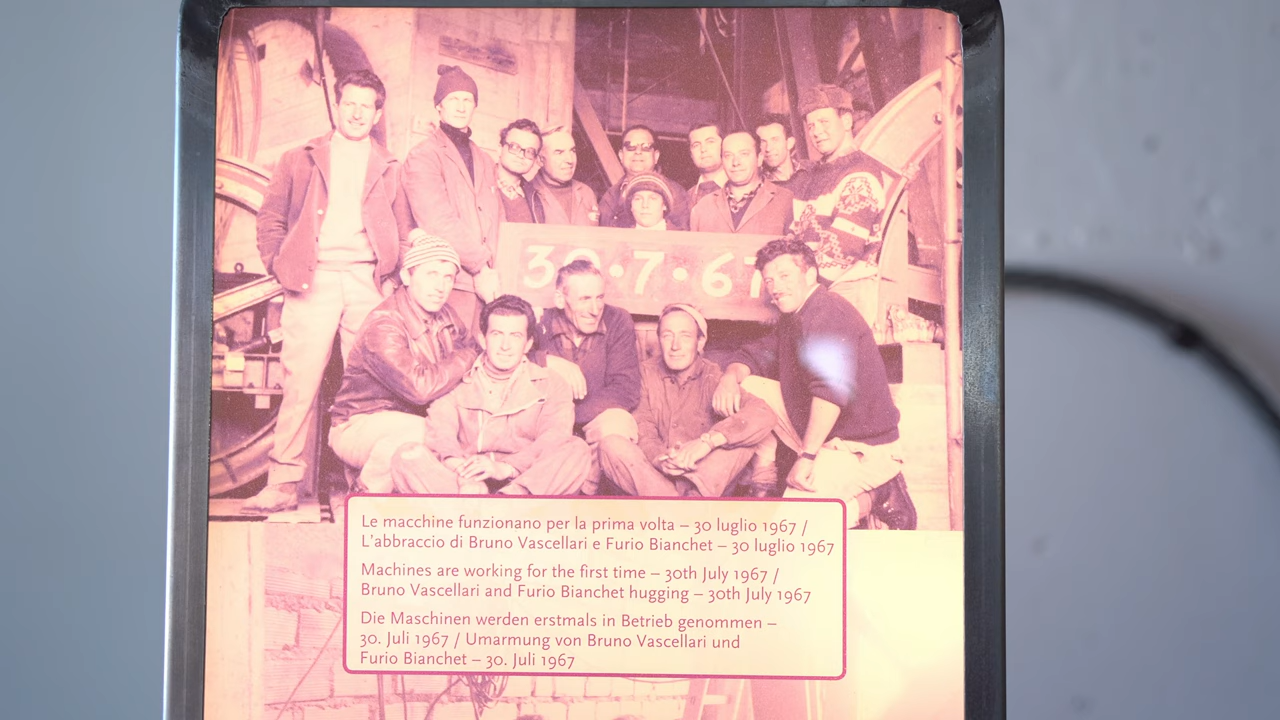 30•7•67
Le macchine funzionano per la prima volta – 30 luglio 1967 /
L'abbraccio di Bruno Vascellari e Furio Bianchet – 30 luglio 1967
Machines are working for the first time – 30th July 1967 /
Bruno Vascellari and Furio Bianchet hugging – 30th July 1967
Die Maschinen werden erstmals in Betrieb genommen –
30. Juli 1967 / Umarmung von Bruno Vascellari und
Furio Bianchet – 30. Juli 1967